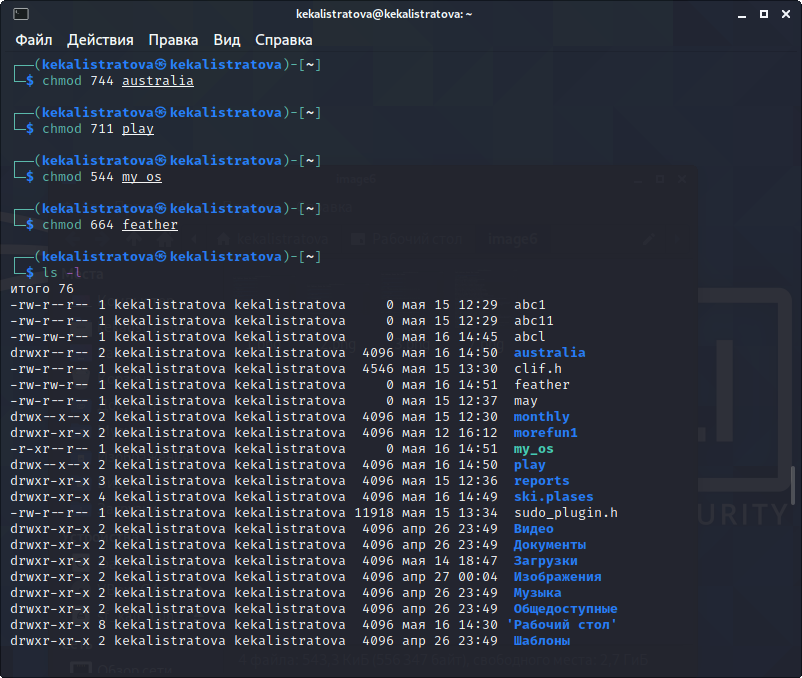 kekalistratova@kekalistratova: ~
Файл Действия Правка Вид Справка
┌──(kekalistratova㉿kekalistratova)-[~]
└─$ chmod 744 australia
┌──(kekalistratova㉿kekalistratova)-[~]
└─$ chmod 711 play
┌──(kekalistratova㉿kekalistratova)-[~]
└─$ chmod 544 my_os
┌──(kekalistratova㉿kekalistratova)-[~]
└─$ chmod 664 feather
┌──(kekalistratova㉿kekalistratova)-[~]
└─$ ls -l
итого 76
-rw-r--r-- 1 kekalistratova kekalistratova     0 мая 15 12:29  abc1
-rw-r--r-- 1 kekalistratova kekalistratova     0 мая 15 12:29  abc11
-rw-rw-r-- 1 kekalistratova kekalistratova     0 мая 16 14:45  abcl
drwxr--r-- 2 kekalistratova kekalistratova  4096 мая 16 14:50  australia
-rw-r--r-- 1 kekalistratova kekalistratova  4546 мая 15 13:30  clif.h
-rw-rw-r-- 1 kekalistratova kekalistratova     0 мая 16 14:51  feather
-rw-r--r-- 1 kekalistratova kekalistratova     0 мая 15 12:37  may
drwx--x--x 2 kekalistratova kekalistratova  4096 мая 15 12:30  monthly
drwxr-xr-x 2 kekalistratova kekalistratova  4096 мая 12 16:12  morefun1
-r-xr--r-- 1 kekalistratova kekalistratova     0 мая 16 14:51  my_os
drwx--x--x 2 kekalistratova kekalistratova  4096 мая 16 14:50  play
drwxr-xr-x 3 kekalistratova kekalistratova  4096 мая 15 12:36  reports
drwxr-xr-x 4 kekalistratova kekalistratova  4096 мая 16 14:49  ski.plases
-rw-r--r-- 1 kekalistratova kekalistratova 11918 мая 15 13:34  sudo_plugin.h
drwxr-xr-x 2 kekalistratova kekalistratova  4096 апр 26 23:49  Видео
drwxr-xr-x 2 kekalistratova kekalistratova  4096 апр 26 23:49  Документы
drwxr-xr-x 2 kekalistratova kekalistratova  4096 мая 14 18:47  Загрузки
drwxr-xr-x 2 kekalistratova kekalistratova  4096 апр 27 00:04  Изображения
drwxr-xr-x 2 kekalistratova kekalistratova  4096 апр 26 23:49  Музыка
drwxr-xr-x 2 kekalistratova kekalistratova  4096 апр 26 23:49  Общедоступные
drwxr-xr-x 8 kekalistratova kekalistratova  4096 мая 16 14:30 'Рабочий стол'
drwxr-xr-x 2 kekalistratova kekalistratova  4096 апр 26 23:49  Шаблоны